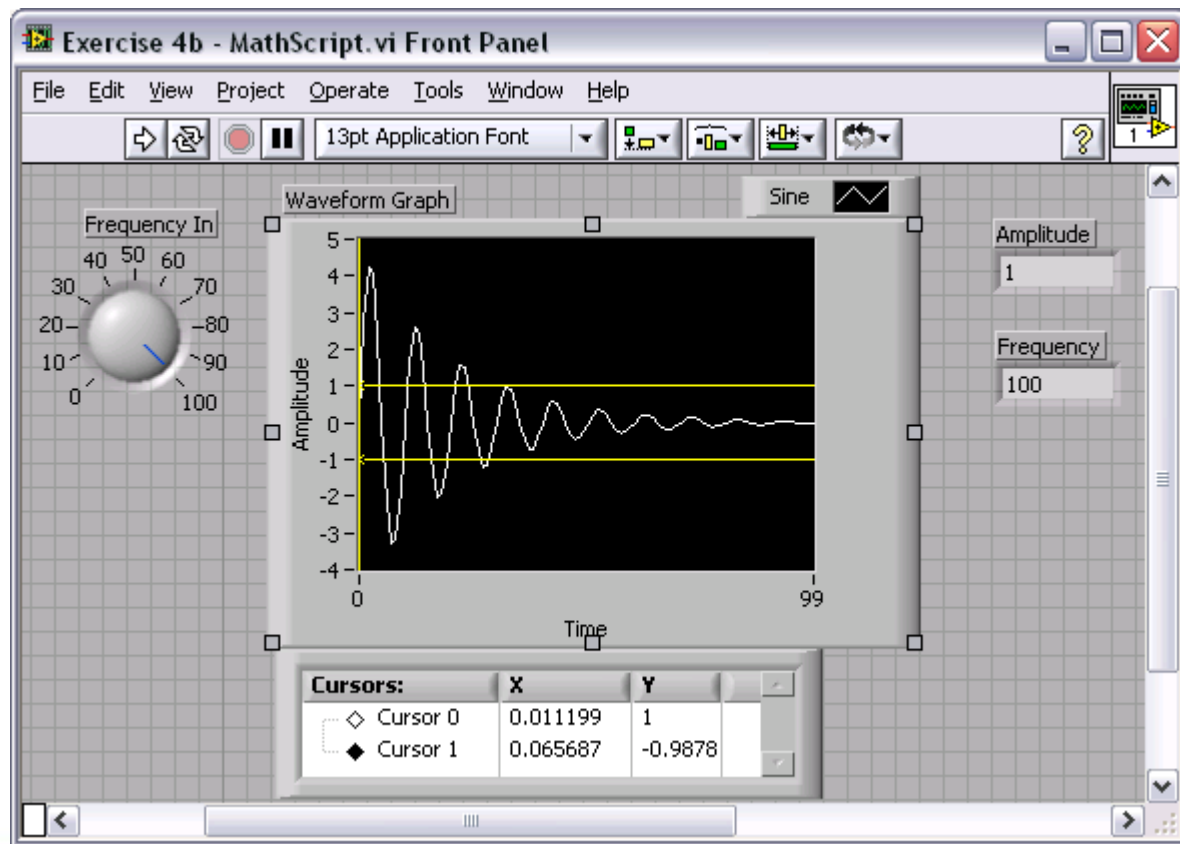 Exercise 4b - MathScript.vi Front Panel
File Edit View Project Operate Tools Window Help
13pt Application Font
?
1
Waveform Graph
Sine
Frequency In
0
10
20
30
40
50
60
70
80
90
100
Amplitude
5
4
3
2
1
0
-1
-2
-3
-4
0
99
Time
Amplitude
1
Frequency
100
Cursors: X Y
Cursor 0 0.011199 1
Cursor 1 0.065687 -0.9878